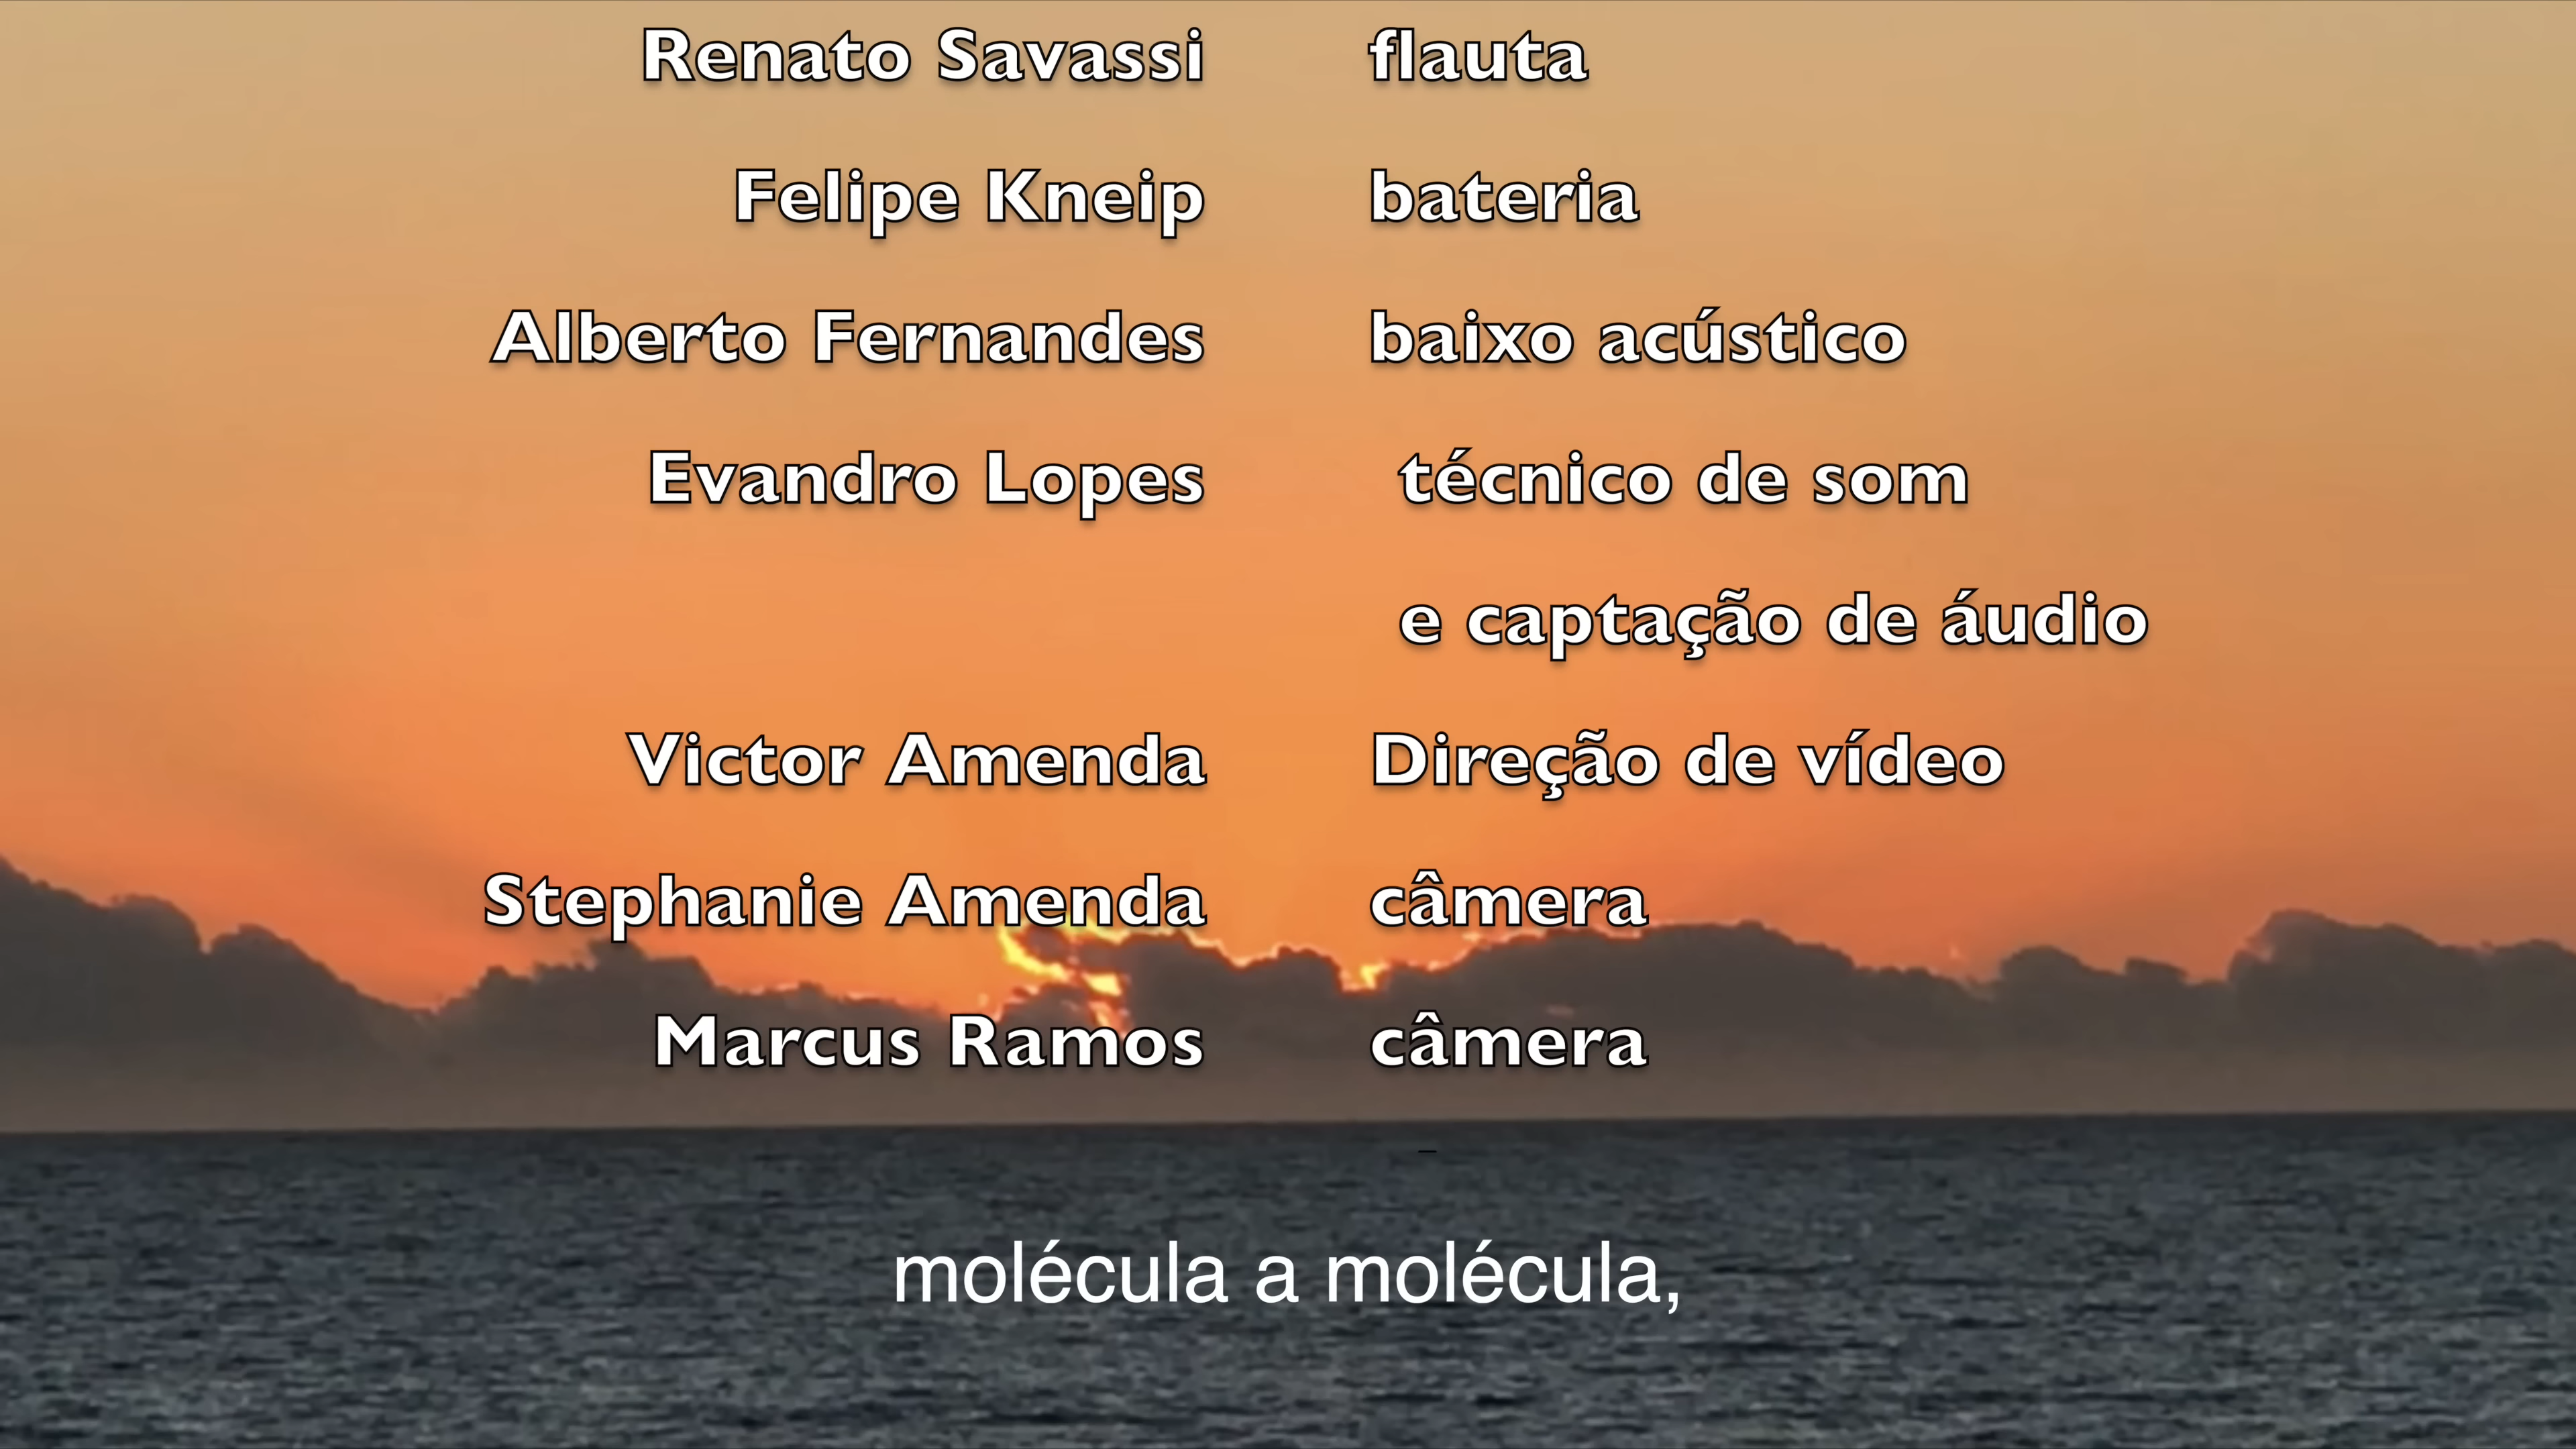 Renato Savassi flauta
Felipe Kneip bateria
Alberto Fernandes baixo acústico
Evandro Lopes técnico de som
e captação de áudio
Victor Amenda Direção de vídeo
Stephanie Amenda câmera
Marcus Ramos câmera
molécula a molécula,